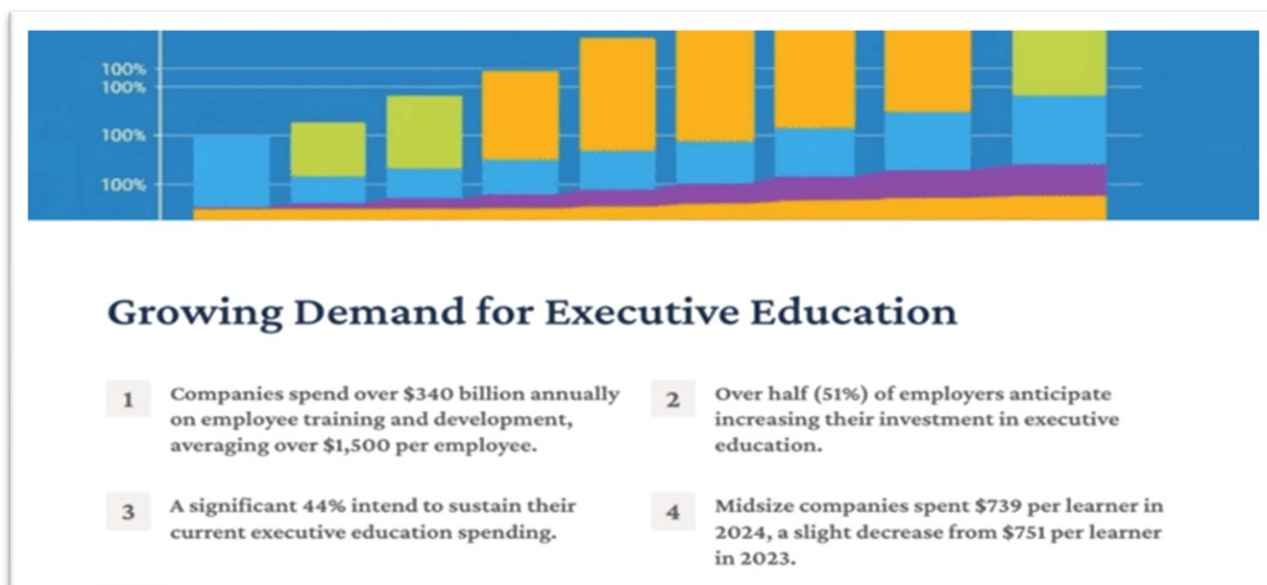 100%
100%
100%
100%
Growing Demand for Executive Education
1
Companies spend over $340 billion annually
on employee training and development,
averaging over $1,500 per employee.
2
Over half (51%) of employers anticipate
increasing their investment in executive
education.
3
A significant 44% intend to sustain their
current executive education spending.
4
Midsize companies spent $739 per learner in
2024, a slight decrease from $751 per learner
in 2023.